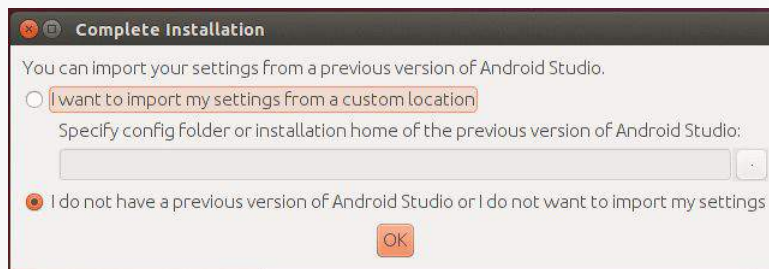 Complete Installation
You can import your settings from a previous version of Android Studio.
I want to import my settings from a custom location
Specify config folder or installation home of the previous version of Android Studio:
.
I do not have a previous version of Android Studio or I do not want to import my settings
OK